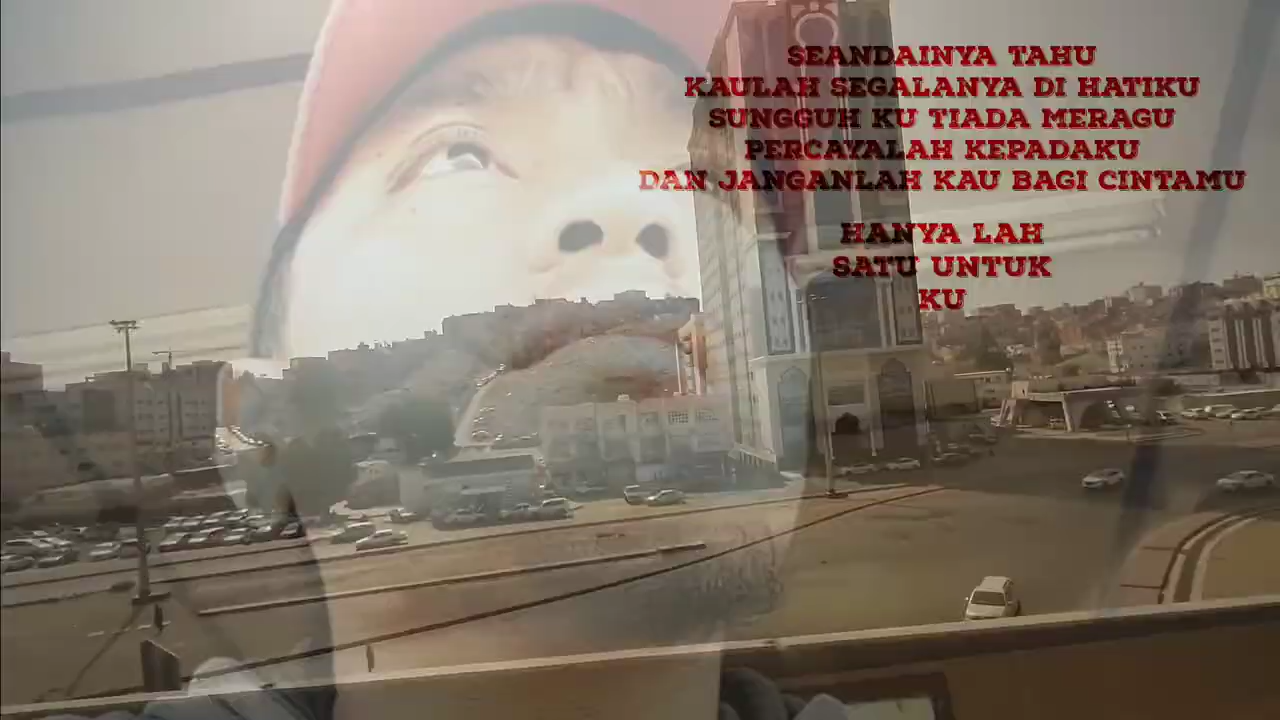 SEANDAINYA TAHU
KAULAH SEGALANYA DI HATIKU
SUNGGUH KU TIADA MERAGU
PERCAYALAH KEPADAKU
DAN JANGANLAH KAU BAGI CINTAMU
HANYA LAH
SATU UNTUK
KU